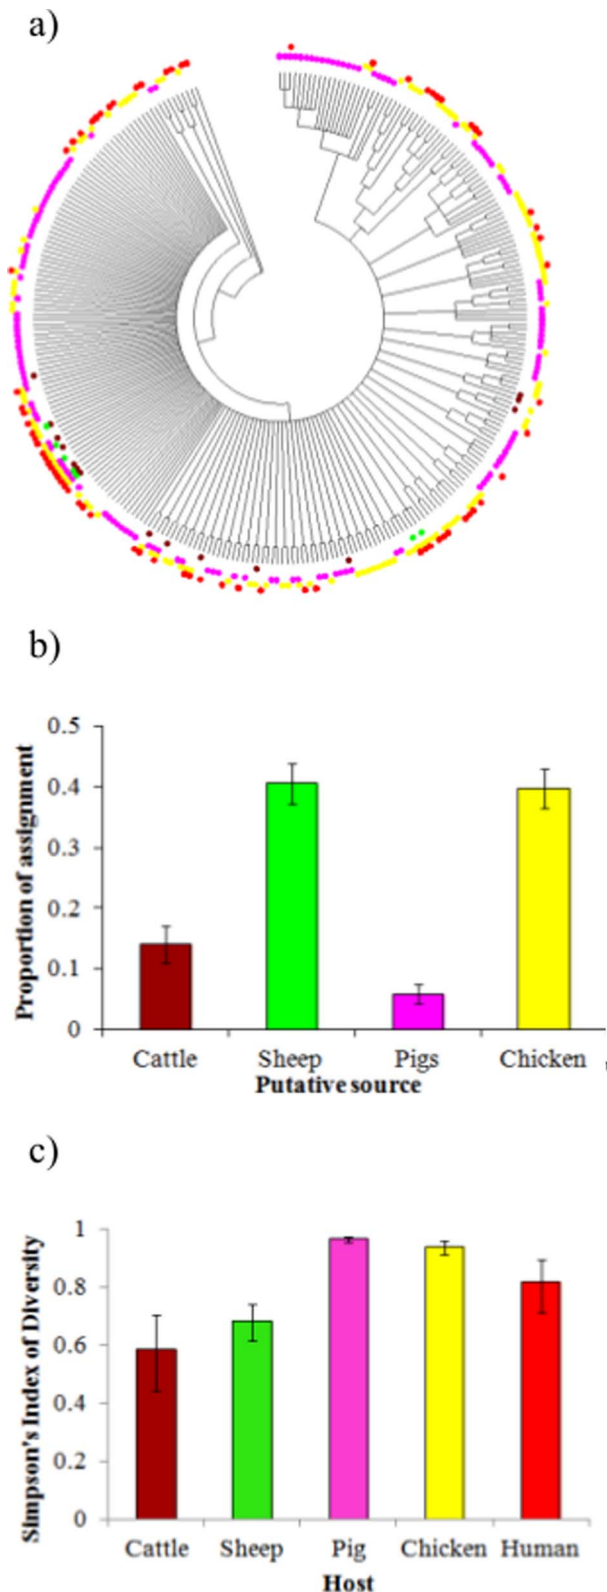 a)
b)
Proportion of assignment
0.5
0.4
0.3
0.2
0.1
0
Cattle Sheep Pigs Chicken
Putative source
c)
Simpson's Index of Diversity
1
0.8
0.6
0.4
0.2
0
Cattle Sheep Pig Chicken Human
Host